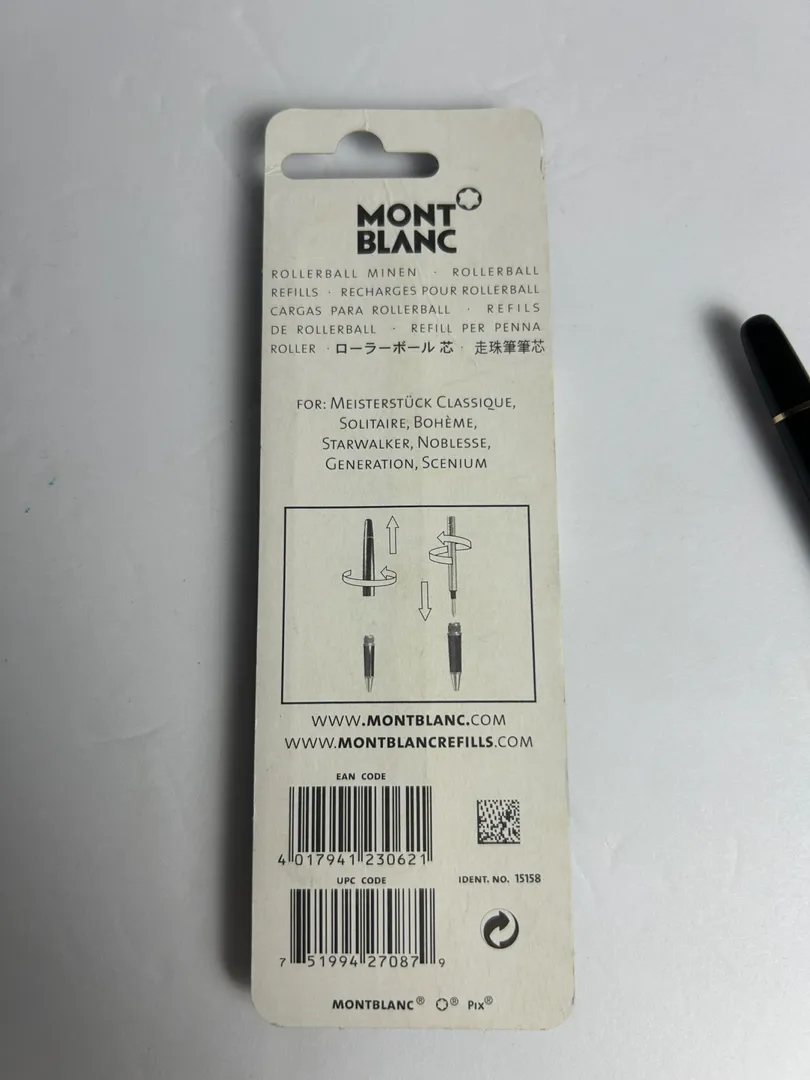 MONT
BLANC
ROLLERBALL MINEN · ROLLERBALL
REFILLS · RECHARGES POUR ROLLERBALL
CARGAS PARA ROLLERBALL · REFILS
DE ROLLERBALL · REFILL PER PENNA
ROLLER · ローラーボール 芯 · 走珠筆筆芯
FOR: MEISTERSTÜCK CLASSIQUE,
SOLITAIRE, BOHÈME,
STARWALKER, NOBLESSE,
GENERATION, SCENIUM
WWW.MONTBLANC.COM
WWW.MONTBLANCREFILLS.COM
EAN CODE
4 017941 230621
UPC CODE
IDENT. NO. 15158
7 51994 27087 9
MONTBLANC® ® PIX®